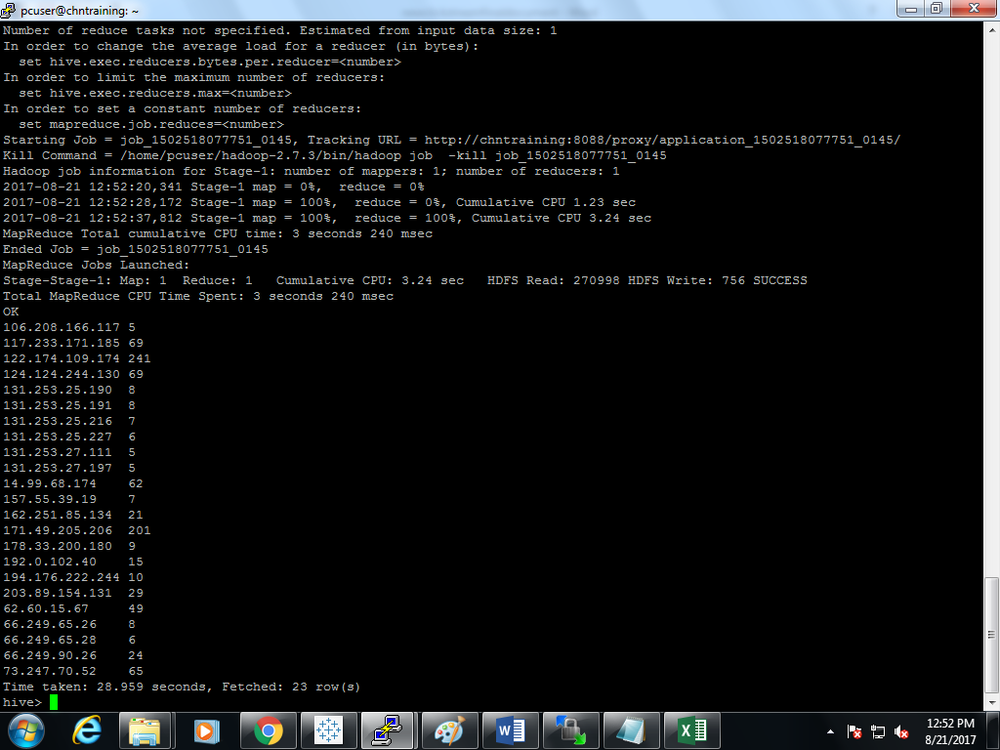 pcuser@chntraining: ~
Number of reduce tasks not specified. Estimated from input data size: 1
In order to change the average load for a reducer (in bytes):
  set hive.exec.reducers.bytes.per.reducer=<number>
In order to limit the maximum number of reducers:
  set hive.exec.reducers.max=<number>
In order to set a constant number of reducers:
  set mapreduce.job.reduces=<number>
Starting Job = job_1502518077751_0145, Tracking URL = http://chntraining:8088/proxy/application_1502518077751_0145/
Kill Command = /home/pcuser/hadoop-2.7.3/bin/hadoop job  -kill job_1502518077751_0145
Hadoop job information for Stage-1: number of mappers: 1; number of reducers: 1
2017-08-21 12:52:20,341 Stage-1 map = 0%,  reduce = 0%
2017-08-21 12:52:28,172 Stage-1 map = 100%,  reduce = 0%, Cumulative CPU 1.23 sec
2017-08-21 12:52:37,812 Stage-1 map = 100%,  reduce = 100%, Cumulative CPU 3.24 sec
MapReduce Total cumulative CPU time: 3 seconds 240 msec
Ended Job = job_1502518077751_0145
MapReduce Jobs Launched:
Stage-Stage-1: Map: 1  Reduce: 1   Cumulative CPU: 3.24 sec   HDFS Read: 270998 HDFS Write: 756 SUCCESS
Total MapReduce CPU Time Spent: 3 seconds 240 msec
OK
106.208.166.117 5
117.233.171.185 69
122.174.109.174 241
124.124.244.130 69
131.253.25.190  8
131.253.25.191  8
131.253.25.216  7
131.253.25.227  6
131.253.27.111  5
131.253.27.197  5
14.99.68.174    62
157.55.39.19    7
162.251.85.134  21
171.49.205.206  201
178.33.200.180  9
192.0.102.40    15
194.176.222.244 10
203.89.154.131  29
62.60.15.67     49
66.249.65.26    8
66.249.65.28    6
66.249.90.26    24
73.247.70.52    65
Time taken: 28.959 seconds, Fetched: 23 row(s)
hive>
12:52 PM
8/21/2017